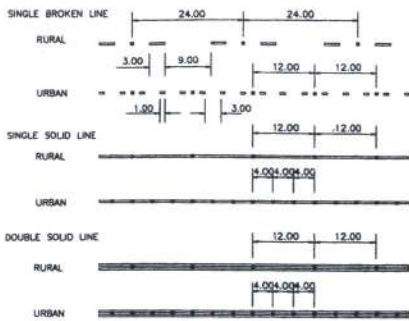 SINGLE BROKEN LINE
24.00 24.00
RURAL
3.00 9.00
12.00 12.00
URBAN
1.00 3.00
12.00 12.00
SINGLE SOLID LINE
RURAL
4.00 4.00 4.00
URBAN
DOUBLE SOLID LINE
12.00 12.00
RURAL
4.00 4.00 4.00
URBAN